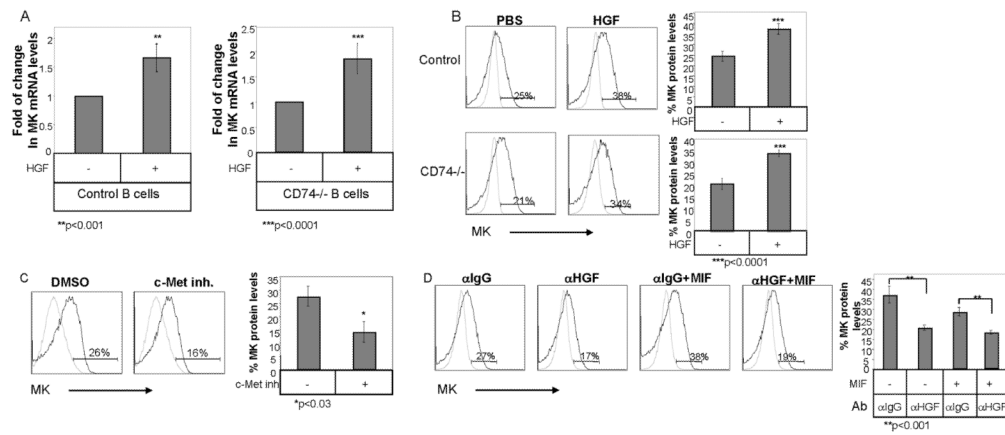 A
Fold of change
In MK mRNA levels
2
1.5
1
0.5
0
**
HGF
-
+
Control B cells
**p<0.001
Fold of change
In MK mRNA levels
2.5
2
1.5
1
0.5
0
***
HGF
-
+
CD74-/- B cells
***p<0.0001
B
PBS
HGF
Control
25%
38%
CD74-/-
21%
34%
MK
% MK protein levels
45
40
35
30
25
20
15
10
5
0
***
HGF
-
+
% MK protein levels
40
35
30
25
20
15
10
5
0
***
HGF
-
+
***p<0.0001
C
DMSO
c-Met inh.
26%
16%
MK
% MK protein levels
35
30
25
20
15
10
5
0
*
c-Met inh
-
+
*p<0.03
D
αIgG
αHGF
αIgG+MIF
αHGF+MIF
27%
17%
38%
19%
MK
% MK protein
levels
45
40
35
30
25
20
15
10
5
0
**
**
MIF
-
-
+
+
Ab
αIgG
αHGF
αIgG
αHGF
**p<0.001